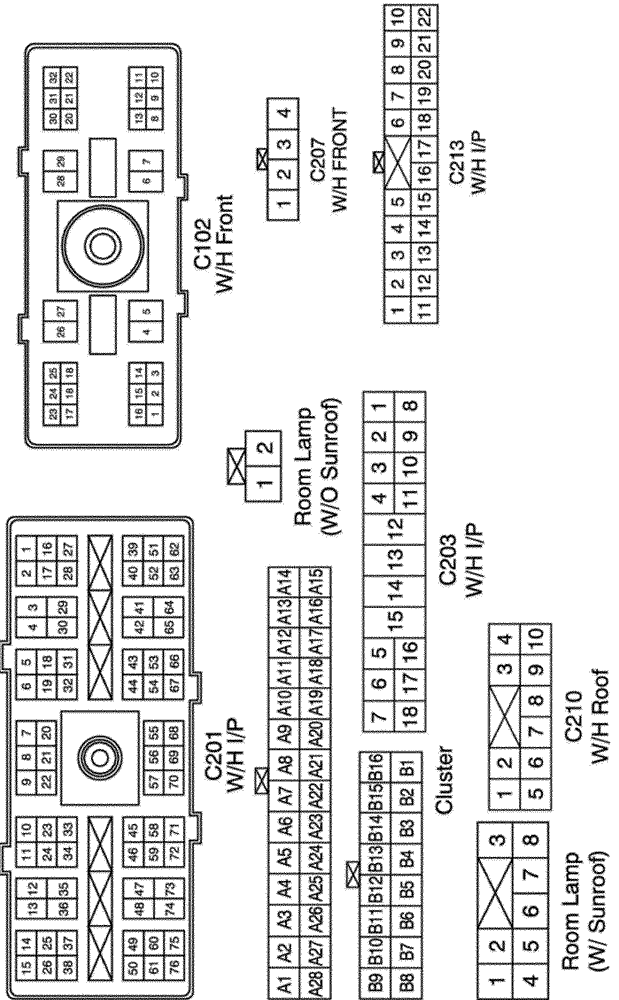 15 14 13 12 11 10 9 8 7 6 5 4 3 2 1
26 25 36 35 24 23 22 21 20 19 18 30 29 17 16
38 37 34 33 32 31 28 27
50 49 48 47 46 45 57 56 55 44 43 42 41 40 39
61 60 74 73 59 58 70 69 68 54 53 65 64 52 51
76 75 72 71 67 66 63 62
C201
W/H I/P
23 24 25 26 27 28 29 30 31 32
17 18 18 20 21 22
16 15 14 4 5 6 7 13 12 11
1 2 3 8 9 10
C102
W/H Front
A1 A2 A3 A4 A5 A6 A7 A8 A9 A10 A11 A12 A13 A14
A28 A27 A26 A25 A24 A23 A22 A21 A20 A19 A18 A17 A16 A15
1 2
Room Lamp
(W/O Sunroof)
1 2 3 4
C207
W/H FRONT
B9 B10 B11 B12 B13 B14 B15 B16
B8 B7 B6 B5 B4 B3 B2 B1
Cluster
7 6 5 15 14 13 12 4 3 2 1
18 17 16 11 10 9 8
C203
W/H I/P
1 2 3 4 5 6 7 8 9 10
11 12 13 14 15 16 17 18 19 20 21 22
C213
W/H I/P
1 2 3
4 5 6 7 8
Room Lamp
(W/ Sunroof)
1 2 3 4
5 6 7 8 9 10
C210
W/H Roof